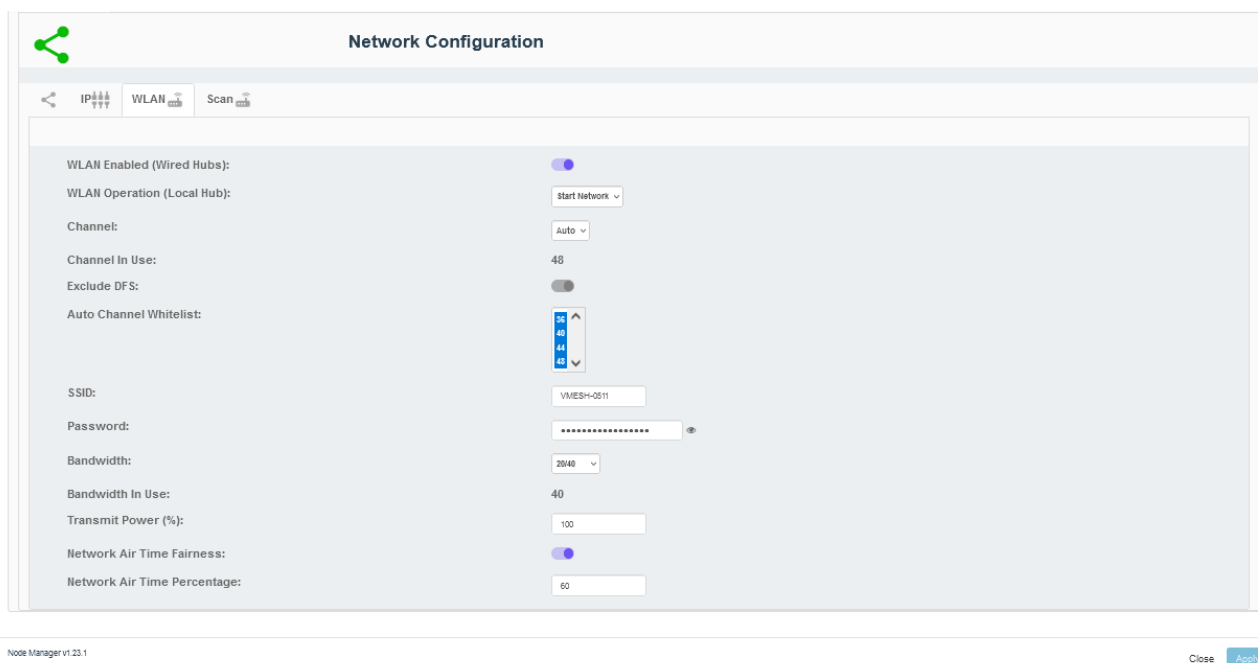 Network Configuration
IP
WLAN
Scan
WLAN Enabled (Wired Hubs):
WLAN Operation (Local Hub): Start Network
Channel: Auto
Channel In Use: 48
Exclude DFS:
Auto Channel Whitelist: 36
40
44
48
SSID: VMESH-0511
Password: •••••••••••••••••
Bandwidth: 20/40
Bandwidth In Use: 40
Transmit Power (%): 100
Network Air Time Fairness:
Network Air Time Percentage: 60
Node Manager v1.23.1
Close Apply